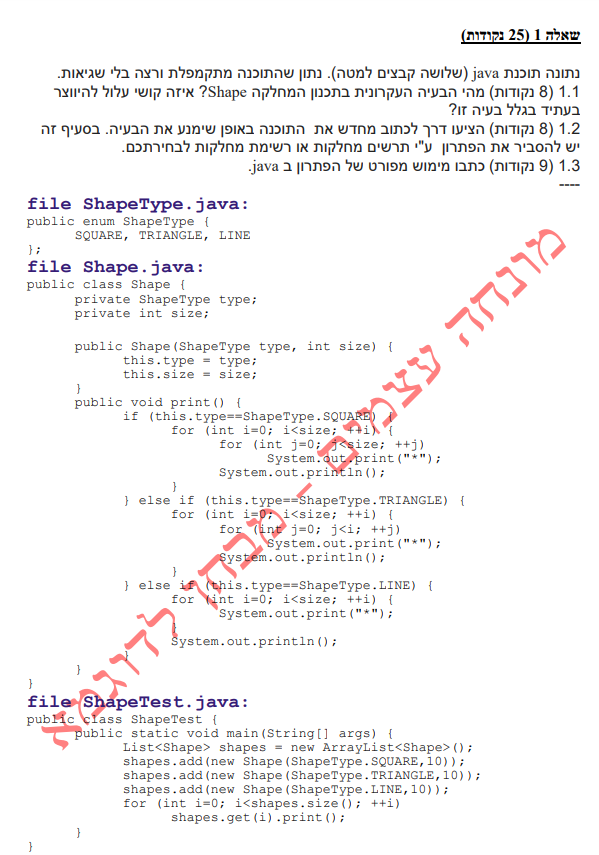 שאלה 1 (25 נקודות)
נתונה תוכנת java (שלושה קבצים למטה). נתון שהתוכנה מתקמפלת ורצה בלי שגיאות.
1.1 (8 נקודות) מהי הבעיה העקרונית בתכנון המחלקה Shape? איזה קושי עלול להיווצר
בעתיד בגלל בעיה זו?
1.2 (8 נקודות) הציעו דרך לכתוב מחדש את התוכנה באופן שימנע את הבעיה. בסעיף זה
יש להסביר את הפתרון ע"י תרשים מחלקות או רשימת מחלקות לבחירתכם.
1.3 (9 נקודות) כתבו מימוש מפורט של הפתרון ב java.
----
file ShapeType.java:
public enum ShapeType {
SQUARE, TRIANGLE, LINE
};
file Shape.java:
public class Shape {
private ShapeType type;
private int size;
public Shape(ShapeType type, int size) {
this.type = type;
this.size = size;
}
public void print() {
if (this.type==ShapeType.SQUARE) {
for (int i=0; i<size; ++i) {
for (int j=0; j<size; ++j)
System.out.print("*");
System.out.println();
}
} else if (this.type==ShapeType.TRIANGLE) {
for (int i=0; i<size; ++i) {
for (int j=0; j<i; ++j)
System.out.print("*");
System.out.println();
}
} else if (this.type==ShapeType.LINE) {
for (int i=0; i<size; ++i) {
System.out.print("*");
}
System.out.println();
}
}
}
file ShapeTest.java:
public class ShapeTest {
public static void main(String[] args) {
List<Shape> shapes = new ArrayList<Shape>();
shapes.add(new Shape(ShapeType.SQUARE,10));
shapes.add(new Shape(ShapeType.TRIANGLE,10));
shapes.add(new Shape(ShapeType.LINE,10));
for (int i=0; i<shapes.size(); ++i)
shapes.get(i).print();
}
}
מונחה עצמים - מבחן לדוגמא